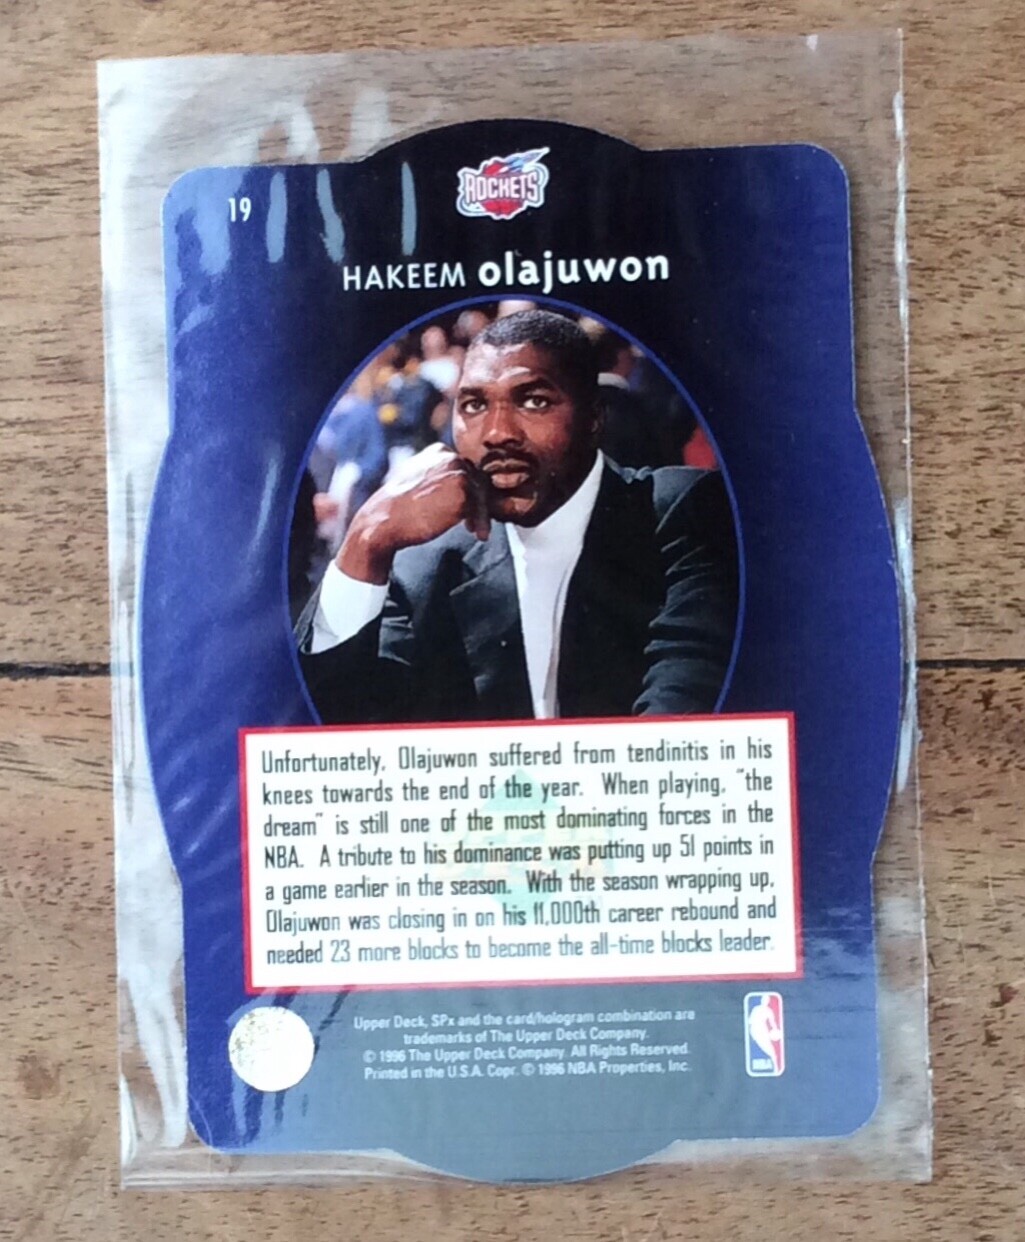 ROCKETS
19
HAKEEM olajuwon
Unfortunately, Olajuwon suffered from tendinitis in his
knees towards the end of the year. When playing, "the
dream" is still one of the most dominating forces in the
NBA. A tribute to his dominance was putting up 51 points in
a game earlier in the season. With the season wrapping up,
Olajuwon was closing in on his 11,000th career rebound and
needed 23 more blocks to become the all-time blocks leader.
Upper Deck, SPx and the card/hologram combination are
trademarks of The Upper Deck Company.
© 1996 The Upper Deck Company. All Rights Reserved.
Printed in the U.S.A. Copr. © 1996 NBA Properties, Inc.
NBA